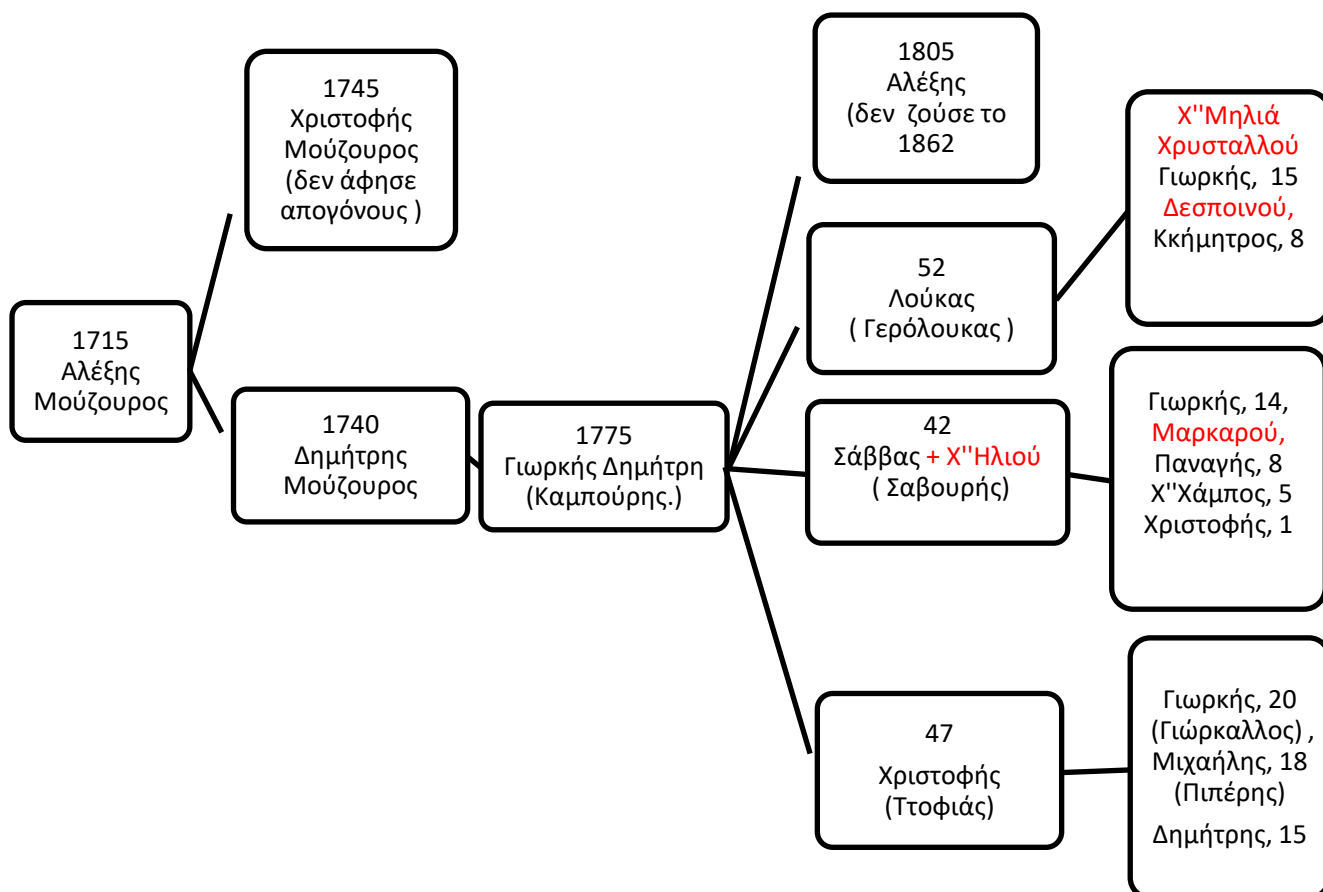 1715
Αλέξης
Μούζουρος
1745
Χριστοφής
Μούζουρος
(δεν άφησε
απογόνους )
1740
Δημήτρης
Μούζουρος
1775
Γιωρκής Δημήτρη
(Καμπούρης.)
1805
Αλέξης
(δεν ζούσε το
1862
52
Λούκας
( Γερόλουκας )
42
Σάββας + Χ''Ηλιού
( Σαβουρής)
47
Χριστοφής
(Ττοφιάς)
Χ''Μηλιά
Χρυσταλλού
Γιωρκής, 15
Δεσποινού,
Κκήμητρος, 8
Γιωρκής, 14,
Μαρκαρού,
Παναγής, 8
Χ''Χάμπος, 5
Χριστοφής, 1
Γιωρκής, 20
(Γιώρκαλλος) ,
Μιχαήλης, 18
(Πιπέρης)
Δημήτρης, 15